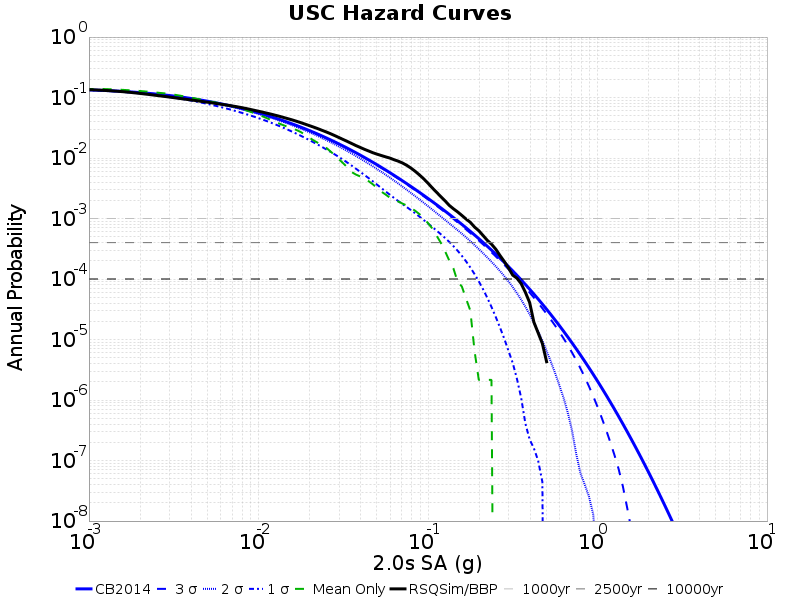 USC Hazard Curves
Annual Probability
10^0
10^-1
10^-2
10^-3
10^-4
10^-5
10^-6
10^-7
10^-8
10^-3 10^-2 10^-1 10^0 10^1
2.0s SA (g)
CB2014 3 σ 2 σ 1 σ Mean Only RSQSim/BBP 1000yr 2500yr 10000yr